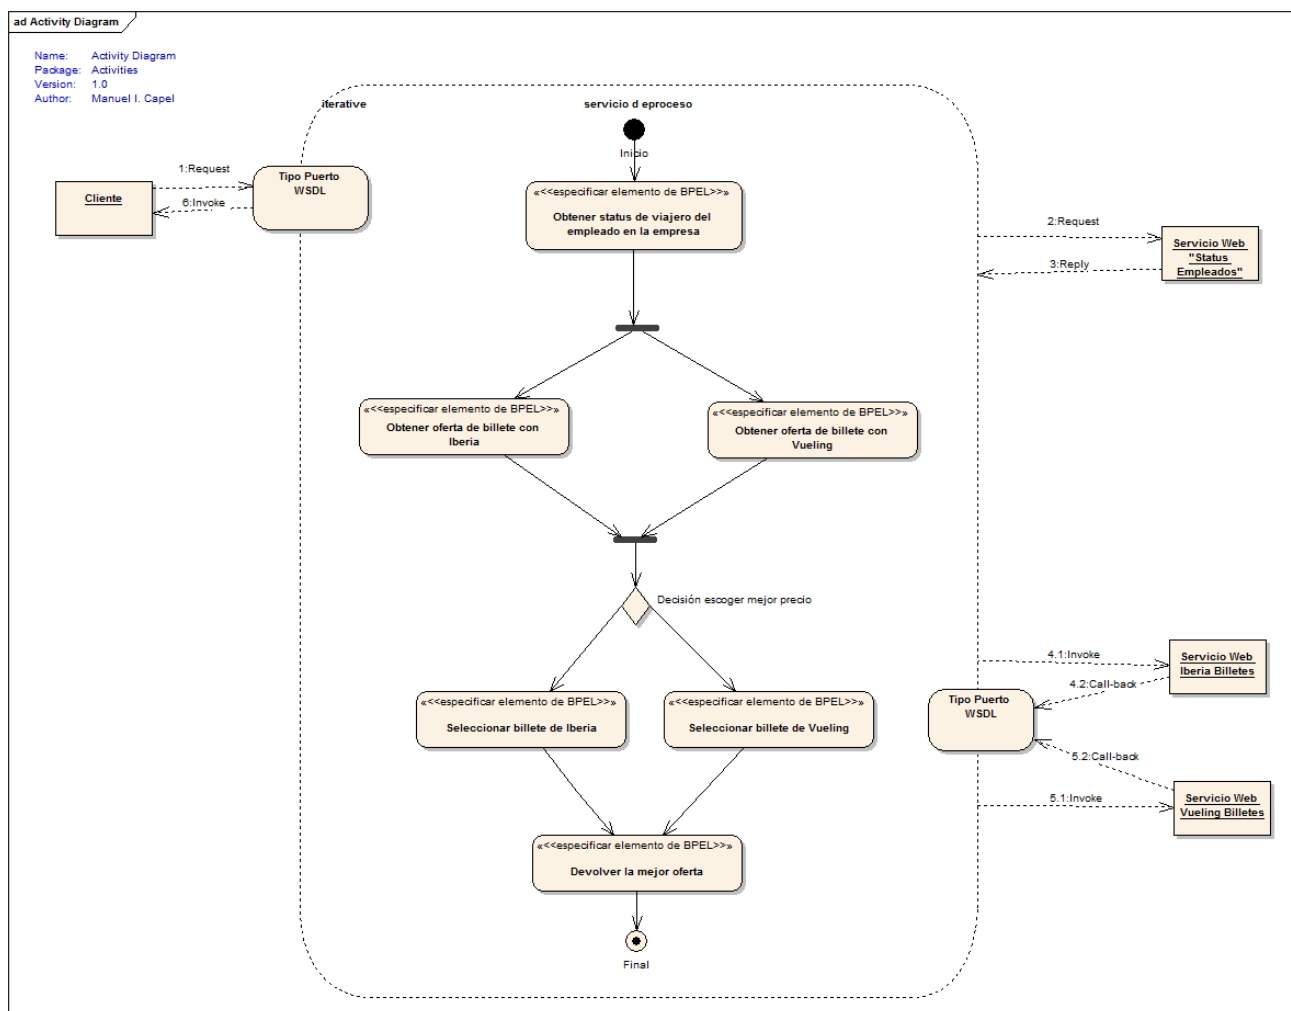 ad Activity Diagram
Name: Activity Diagram
Package: Activities
Version: 1.0
Author: Manuel I. Capel
iterative
servicio d eproceso
Inicio
1:Request
Tipo Puerto
WSDL
Cliente
6:Invoke
«<<especificar elemento de BPEL>>»
Obtener status de viajero del
empleado en la empresa
2:Request
Servicio Web
"Status
Empleados"
3:Reply
«<<especificar elemento de BPEL>>»
Obtener oferta de billete con
Iberia
«<<especificar elemento de BPEL>>»
Obtener oferta de billete con
Vueling
Decisión escoger mejor precio
4.1:Invoke
Servicio Web
Iberia Billetes
4.2:Call-back
«<<especificar elemento de BPEL>>»
Seleccionar billete de Iberia
«<<especificar elemento de BPEL>>»
Seleccionar billete de Vueling
Tipo Puerto
WSDL
5.2:Call-back
5.1:Invoke
Servicio Web
Vueling Billetes
«<<especificar elemento de BPEL>>»
Devolver la mejor oferta
Final